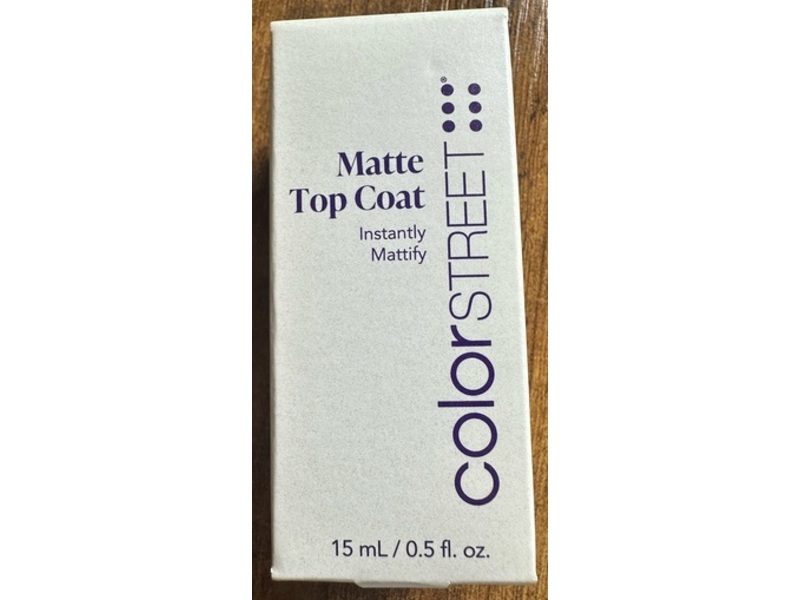 Matte
Top Coat
Instantly
Mattify
colorSTREET®
15 mL / 0.5 fl. oz.